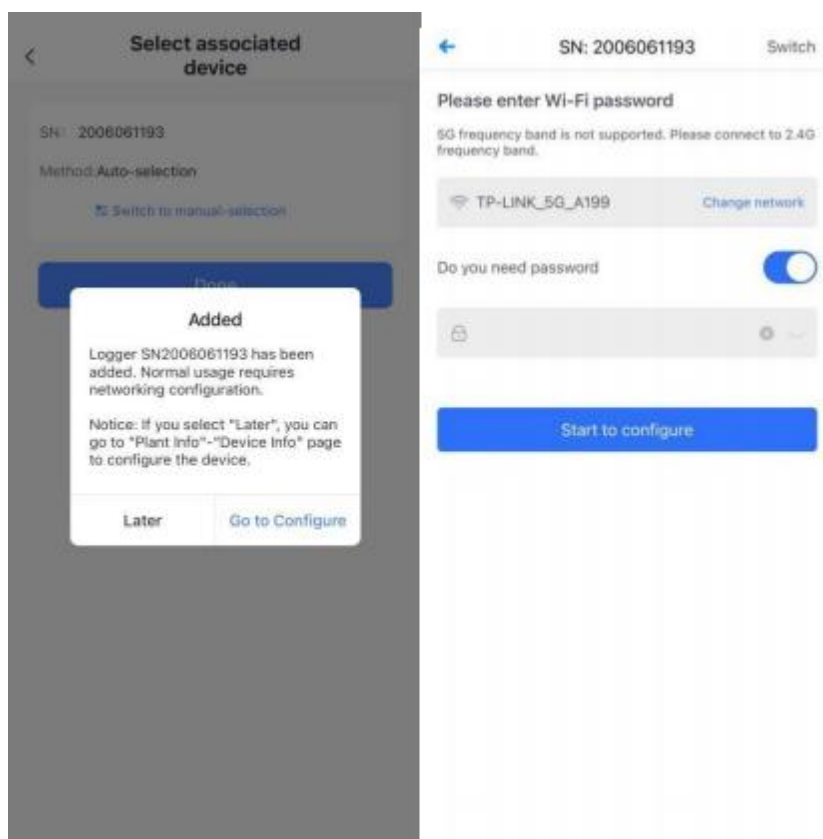 Select associated
device
SN: 2006061193
Method:Auto-selection
Switch to manual-selection
Done
Added
Logger SN2006061193 has been
added. Normal usage requires
networking configuration.
Notice: If you select "Later", you can
go to "Plant Info"-"Device Info" page
to configure the device.
Later
Go to Configure
SN: 2006061193
Switch
Please enter Wi-Fi password
5G frequency band is not supported. Please connect to 2.4G
frequency band.
TP-LINK_5G_A199
Change network
Do you need password
Start to configure